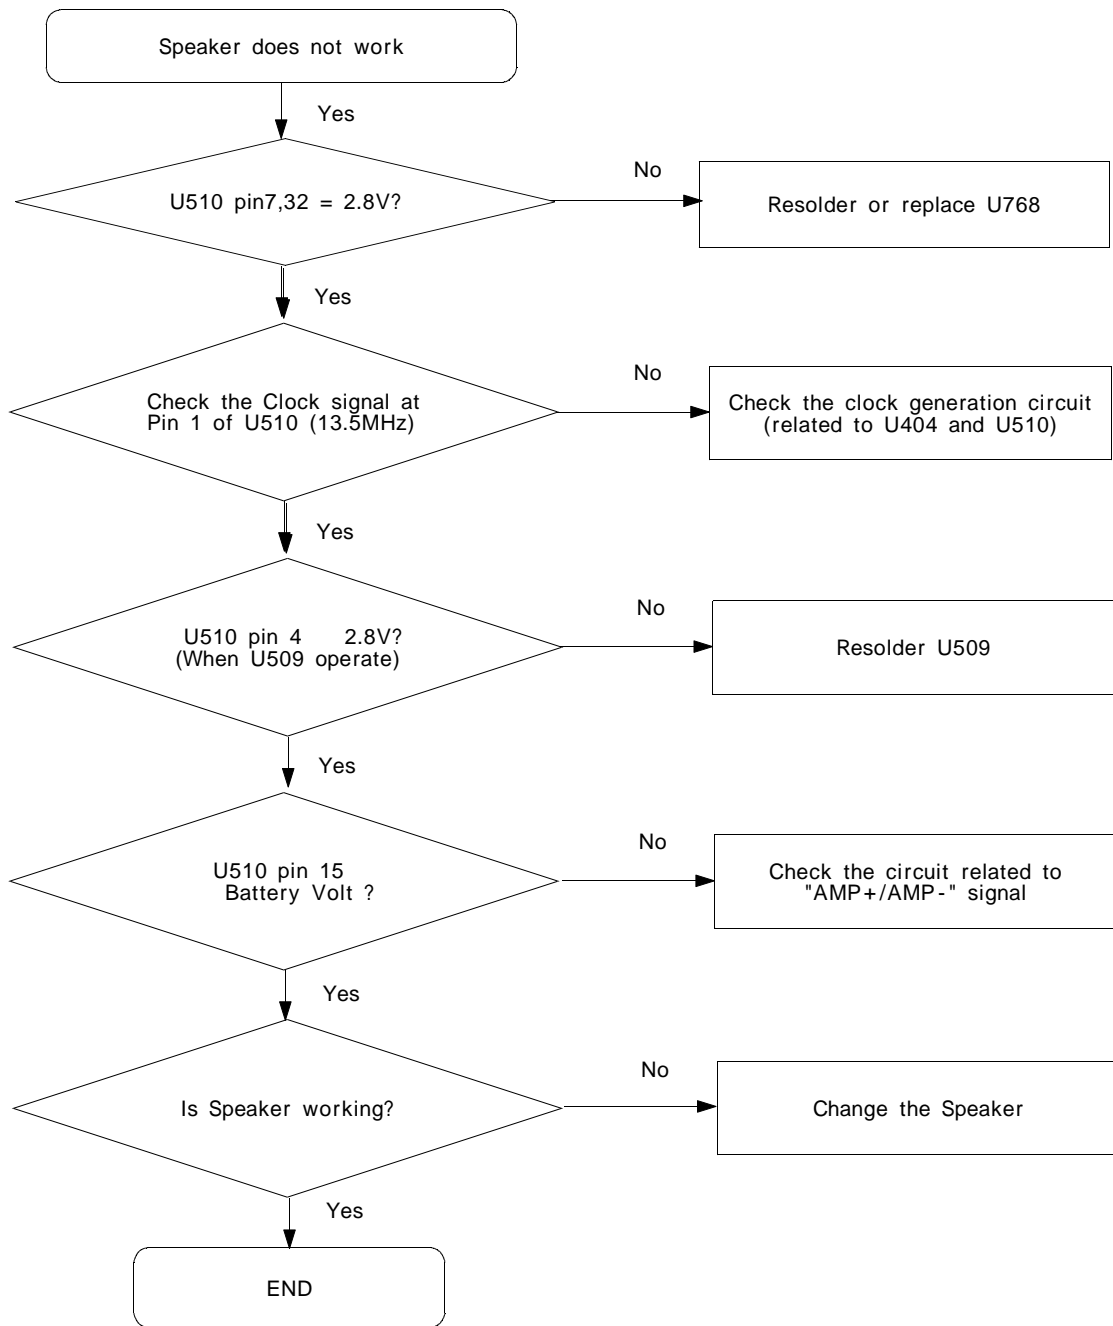 Speaker does not work
Yes
U510 pin7,32 = 2.8V?
No
Resolder or replace U768
Yes
Check the Clock signal at
Pin 1 of U510 (13.5MHz)
No
Check the clock generation circuit
(related to U404 and U510)
Yes
U510 pin 4 2.8V?
(When U509 operate)
No
Resolder U509
Yes
U510 pin 15
Battery Volt ?
No
Check the circuit related to
"AMP+/AMP-" signal
Yes
Is Speaker working?
No
Change the Speaker
Yes
END